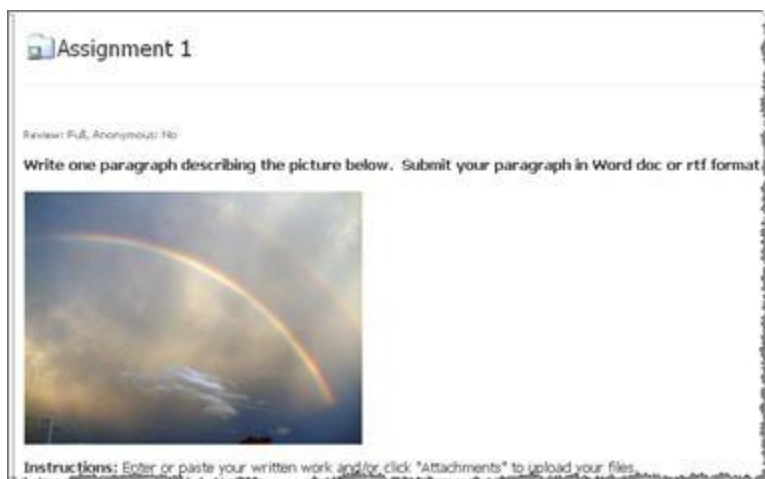 Assignment 1
Review: Full, Anonymous: No
Write one paragraph describing the picture below. Submit your paragraph in Word doc or rtf format.
Instructions: Enter or paste your written work and/or click "Attachments" to upload your files.